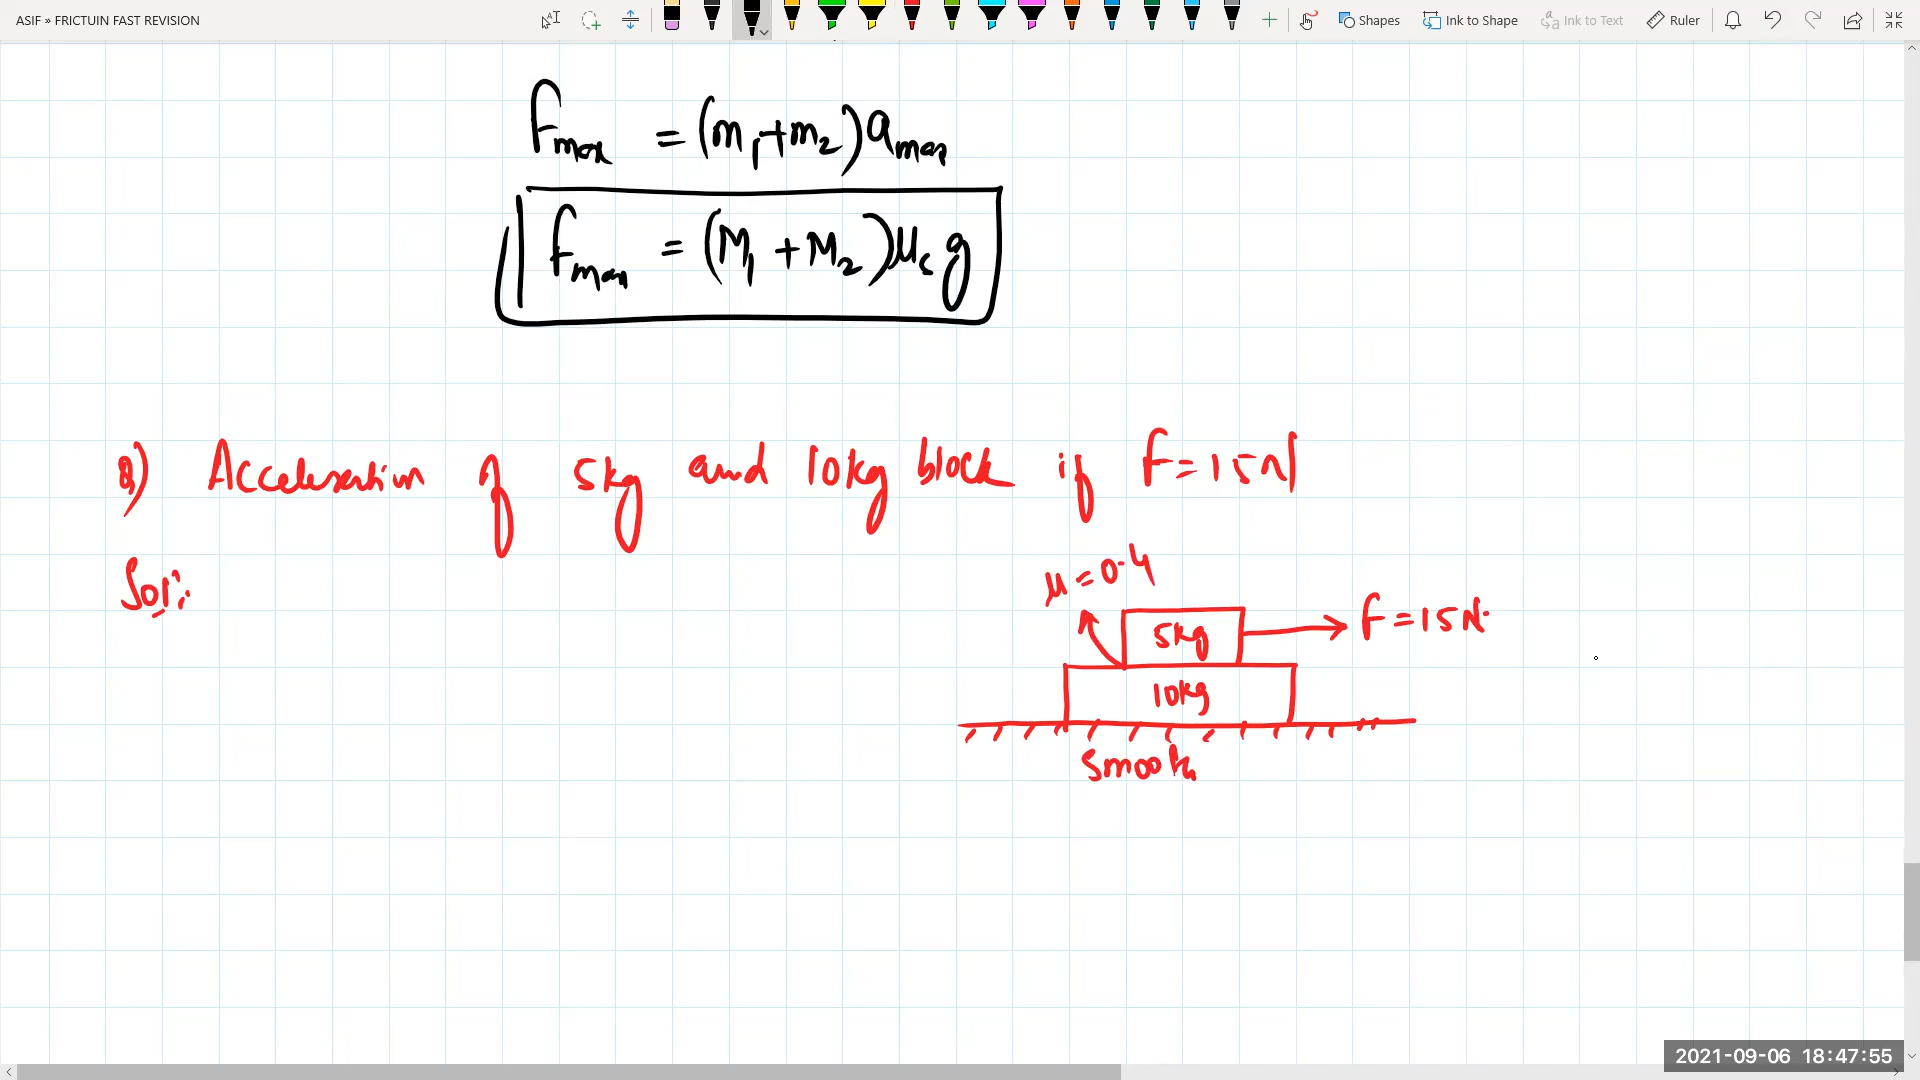 ASIF » FRICTUIN FAST REVISION
Shapes
Ink to Shape
Ink to Text
Ruler
Fmax = (m1+m2)amax
Fmax = (M1+M2)μsg
Q) Acceleration of 5kg and 10kg block if F=15N
Sol:
μ=0.4
5kg
F=15N
10kg
Smooth
2021-09-06 18:47:55